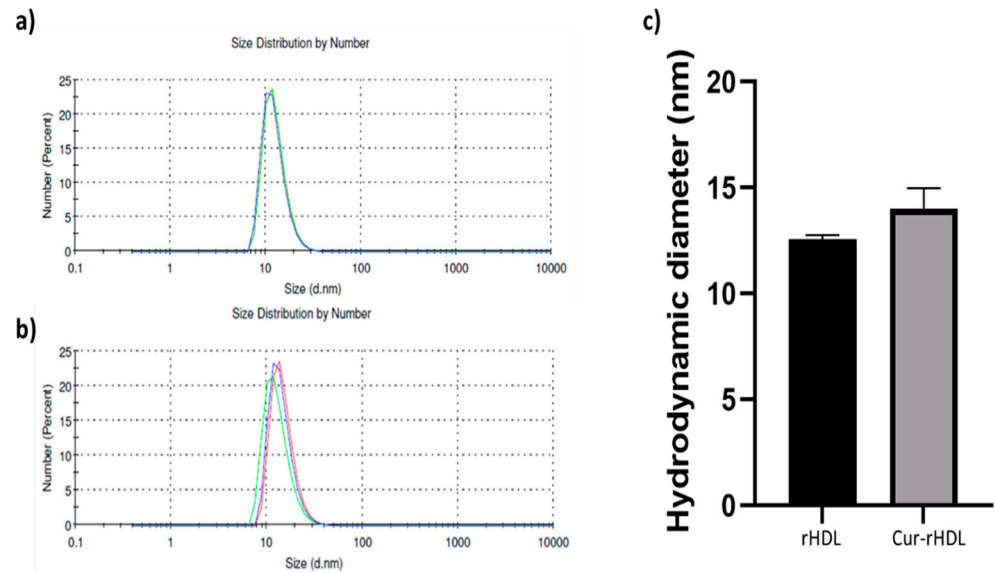 a)
Size Distribution by Number
Number (Percent)
25
20
15
10
5
0
0.1 1 10 100 1000 10000
Size (d.nm)
b)
Size Distribution by Number
Number (Percent)
25
20
15
10
5
0
0.1 1 10 100 1000 10000
Size (d.nm)
c)
Hydrodynamic diameter (nm)
20
15
10
5
0
rHDL Cur-rHDL